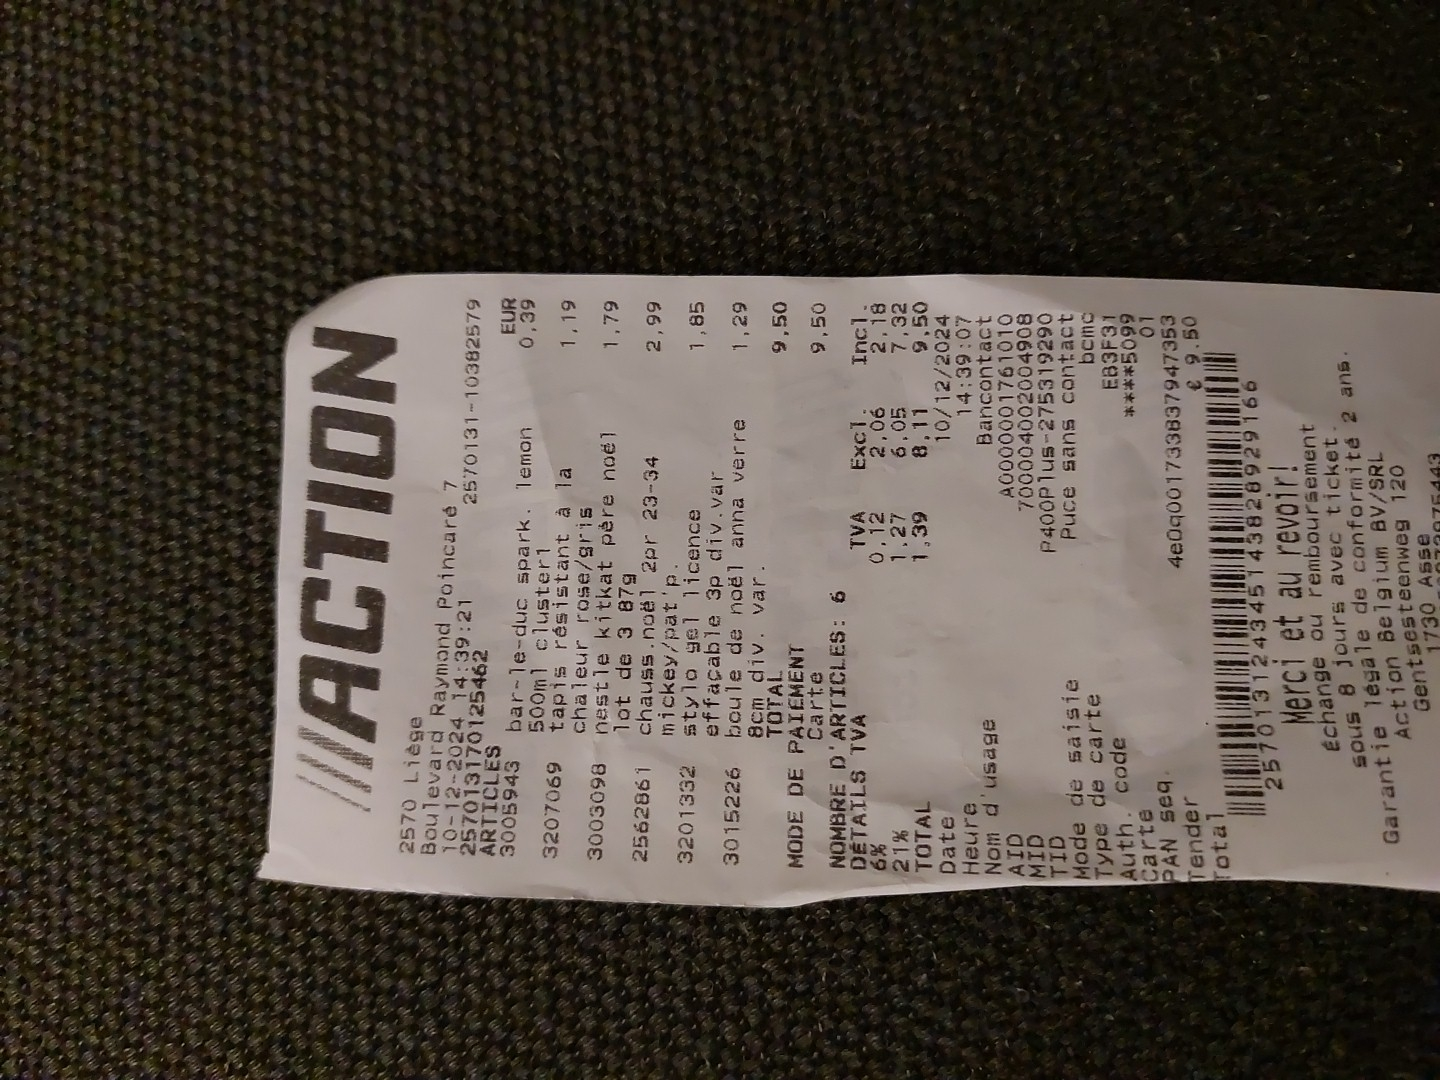 ///ACTION
2570 Liège
Boulevard Raymond Poincaré 7
10-12-2024 14:39:21 2570131-10382579
2570131170125462
ARTICLES EUR
3005943 bar-le-duc spark. lemon 0,39
500ml cluster1
3207069 tapis résistant à la 1,19
chaleur rose/gris
3003098 nestle kitkat père noël 1,79
lot de 3 87g
2562861 chauss.noël 2pr 23-34 2,99
mickey/pat'p.
3201332 stylo gel licence 1,85
effaçable 3p div.var
3015226 boule de noël anna verre 1,29
8cm div. var.
TOTAL 9,50
MODE DE PAIEMENT
Carte 9,50
NOMBRE D'ARTICLES: 6
DÉTAILS TVA TVA Excl. Incl.
6% 0,12 2,06 2,18
21% 1,27 6,05 7,32
TOTAL 1,39 8,11 9,50
Date 10/12/2024
Heure 14:39:07
Nom d'usage Bancontact
AID A0000001761010
MID 700004002004908
TID P400Plus-275319290
Mode de saisie Puce sans contact
Type de carte bcmc
Auth. code EB3F31
Carte ****5099
PAN seq. 01
Tender 4e0q001733837947353
Total € 9.50
2570131243451438289291 66
Merci et au revoir!
Échange ou remboursement
sous 8 jours avec ticket.
Garantie légale de conformité 2 ans.
Action Belgium BV/SRL
Gentsesteenweg 120
1730 Asse